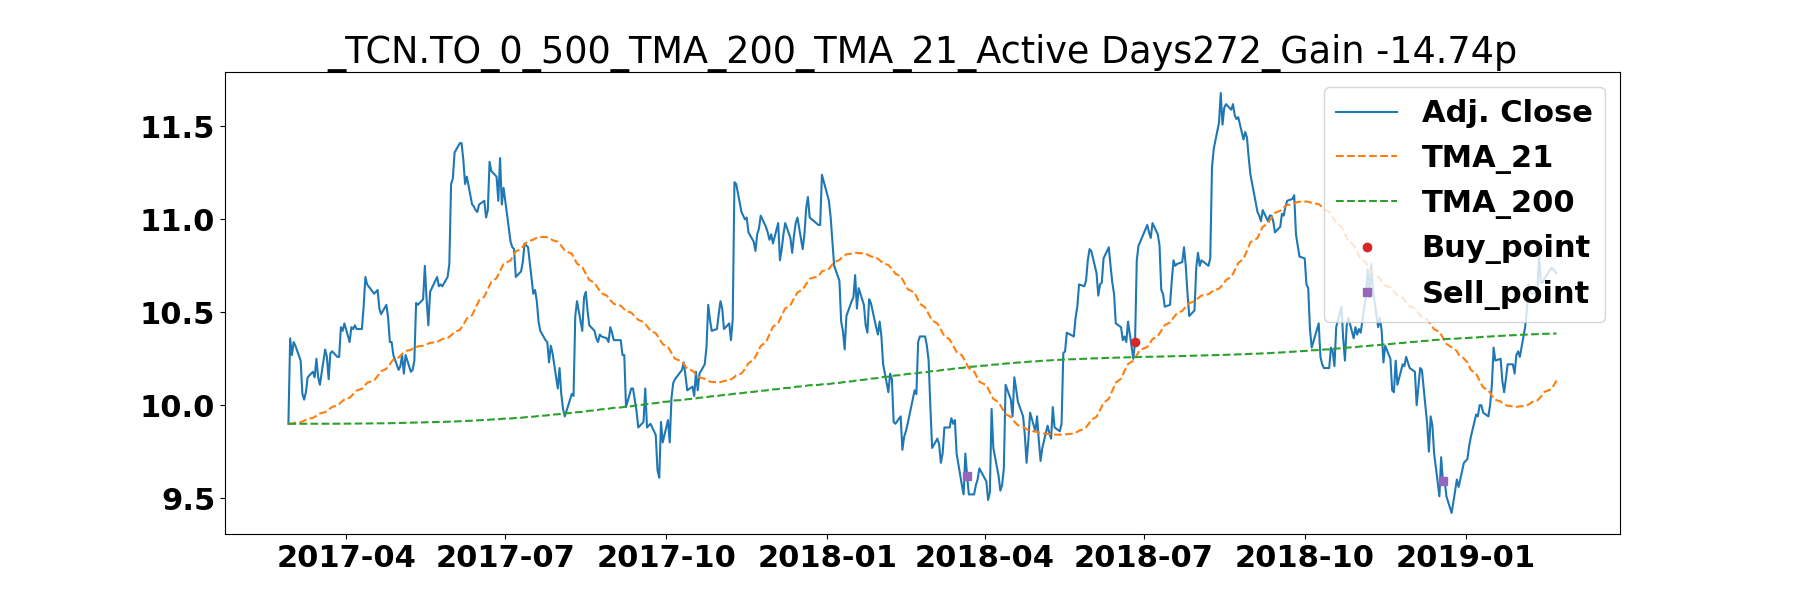 _TCN.TO_0_500_TMA_200_TMA_21_Active Days272_Gain -14.74p
Adj. Close
TMA_21
TMA_200
Buy_point
Sell_point
11.5
11.0
10.5
10.0
9.5
2017-04 2017-07 2017-10 2018-01 2018-04 2018-07 2018-10 2019-01